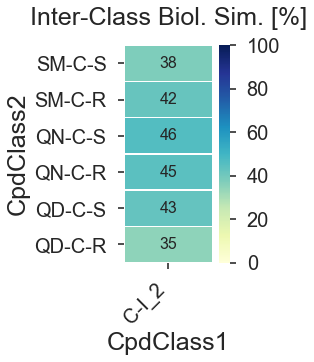 Inter-Class Biol. Sim. [%]
CpdClass2
SM-C-S 38
SM-C-R 42
QN-C-S 46
QN-C-R 45
QD-C-S 43
QD-C-R 35
100
80
60
40
20
0
C-I_2
CpdClass1